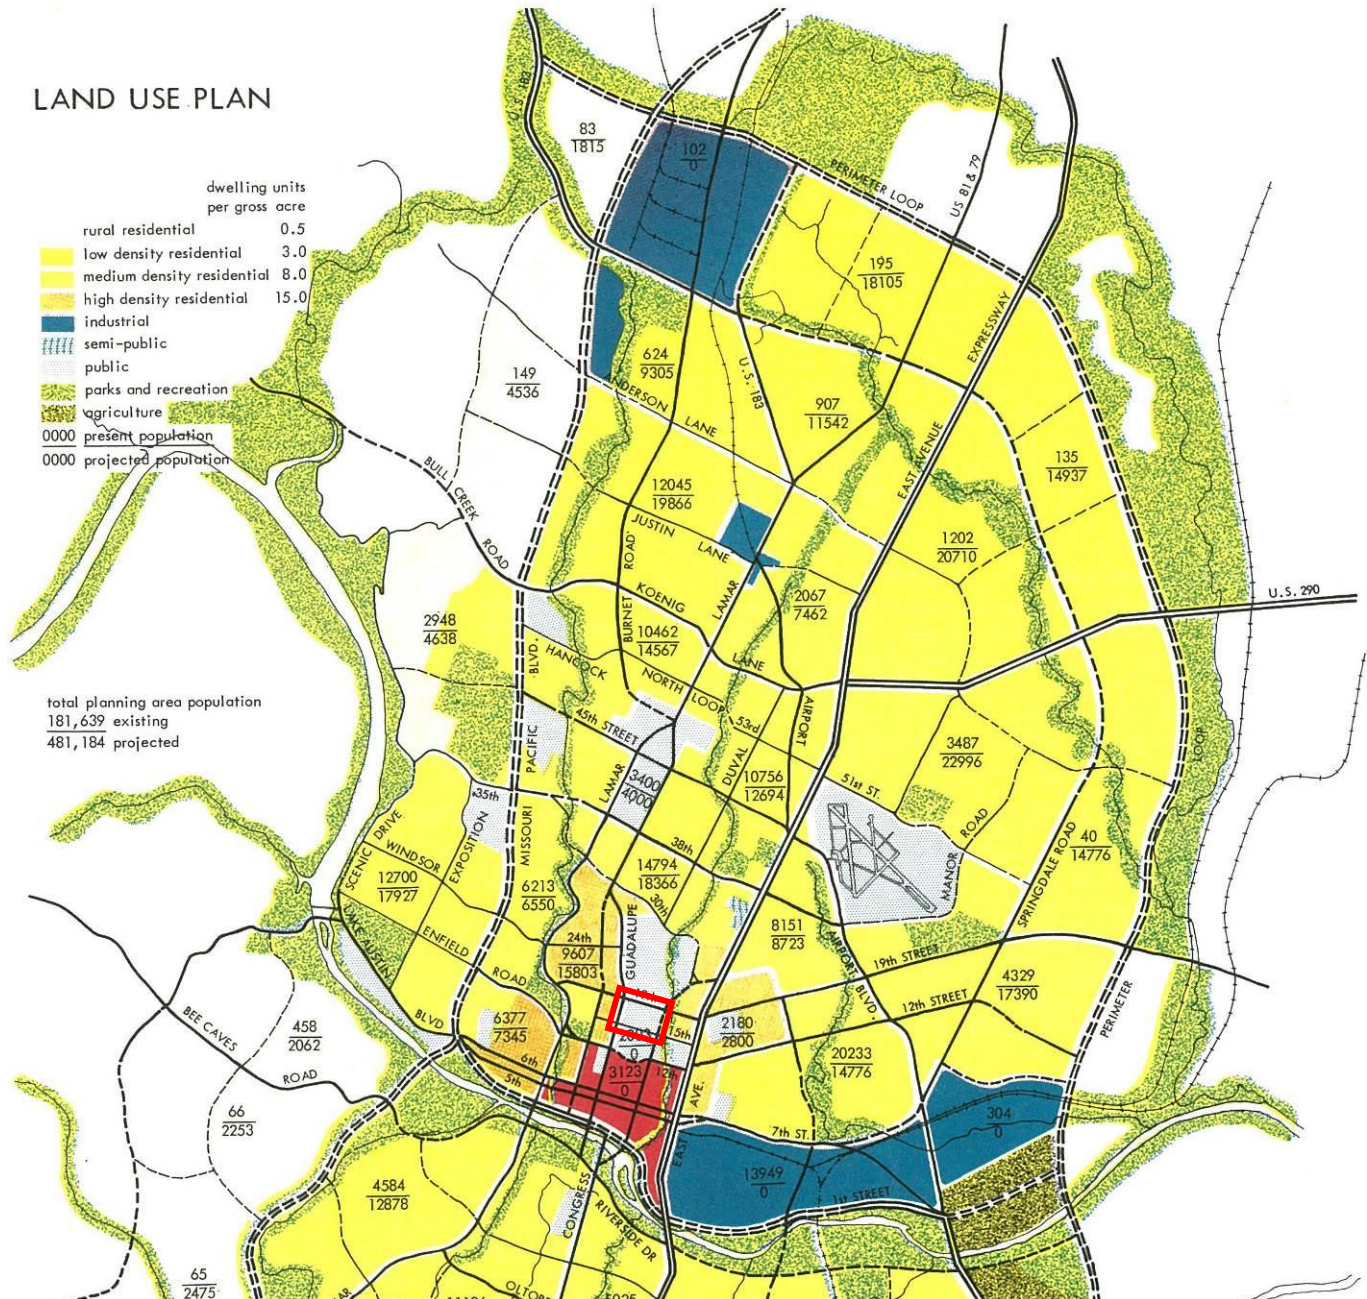 LAND USE PLAN
dwelling units
per gross acre
rural residential 0.5
low density residential 3.0
medium density residential 8.0
high density residential 15.0
industrial
semi-public
public
parks and recreation
agriculture
0000 present population
0000 projected population
total planning area population
181,639 existing
481,184 projected
U.S. 183
83
1815
102
0
PERIMETER LOOP
US 81 & 79
195
18105
EXPRESSWAY
624
9305
U.S. 183
149
4536
ANDERSON LANE
907
11542
EAST AVENUE
135
14937
BULL CREEK ROAD
12045
19866
JUSTIN LANE
1202
20710
BURNET ROAD
KOENIG LANE
LAMAR
2067
7462
U.S. 290
2948
4638
10462
14567
HANCOCK
NORTH LOOP
53rd
AIRPORT
45th STREET
MISSOURI PACIFIC BLVD.
DUVAL
LAMAR
3400
4000
10756
12694
51st ST.
3487
22996
LOOP
35th
SCENIC DRIVE
WINDSOR
EXPOSITION
38th
MANOR ROAD
SPRINGDALE ROAD
40
14776
12700
17927
6213
6550
14794
18366
30th
GUADALUPE
8151
8723
AIRPORT BLVD.
LAKE AUSTIN BLVD
ENFIELD ROAD
24th
9607
15803
19th STREET
4329
17390
12th STREET
PERIMETER
BEE CAVES ROAD
458
2062
6377
7345
15th
0
2180
2800
20233
14776
6th
5th
3123
0
12th
EAST AVE.
7th ST.
304
0
66
2253
13949
0
1st STREET
4584
12878
CONGRESS
RIVERSIDE DR
65
2475